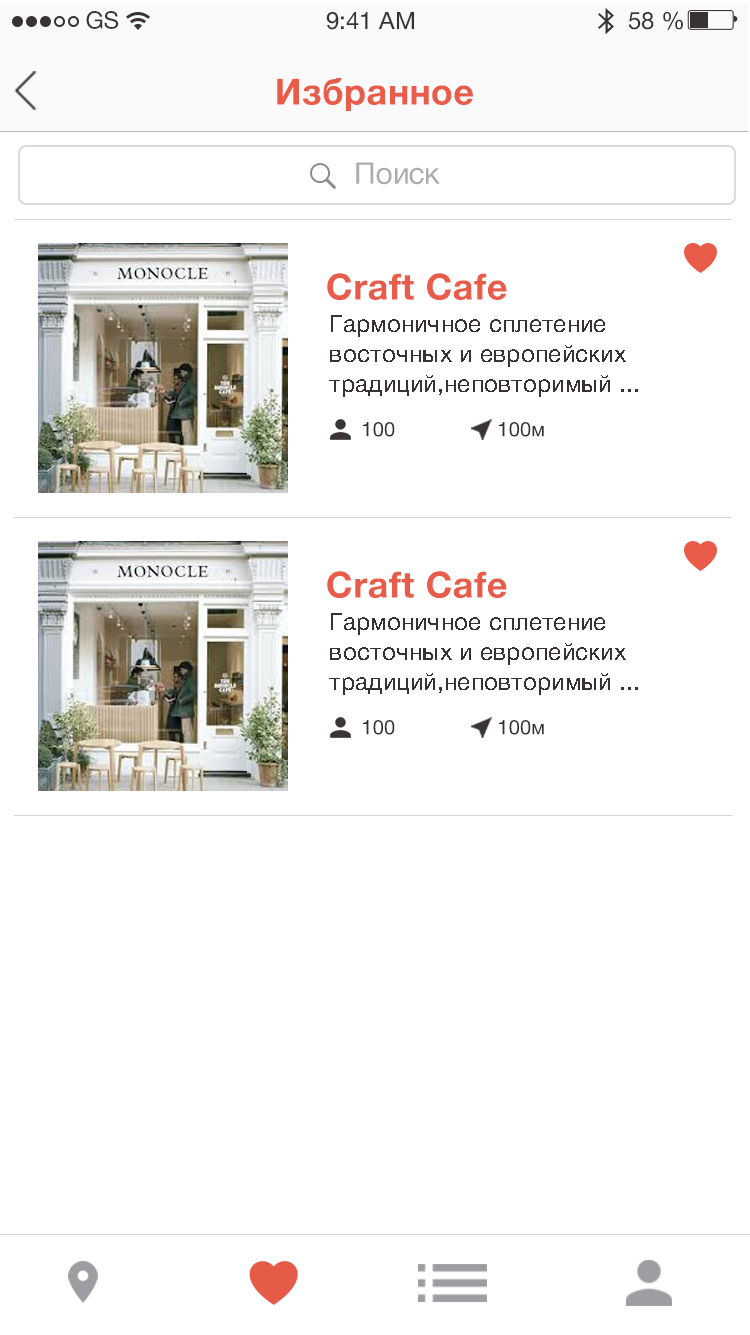 GS 9:41 AM 58 %
Избранное
Поиск
MONOCLE
Craft Cafe
Гармоничное сплетение
восточных и европейских
традиций,неповторимый ...
100 100м
MONOCLE
Craft Cafe
Гармоничное сплетение
восточных и европейских
традиций,неповторимый ...
100 100м